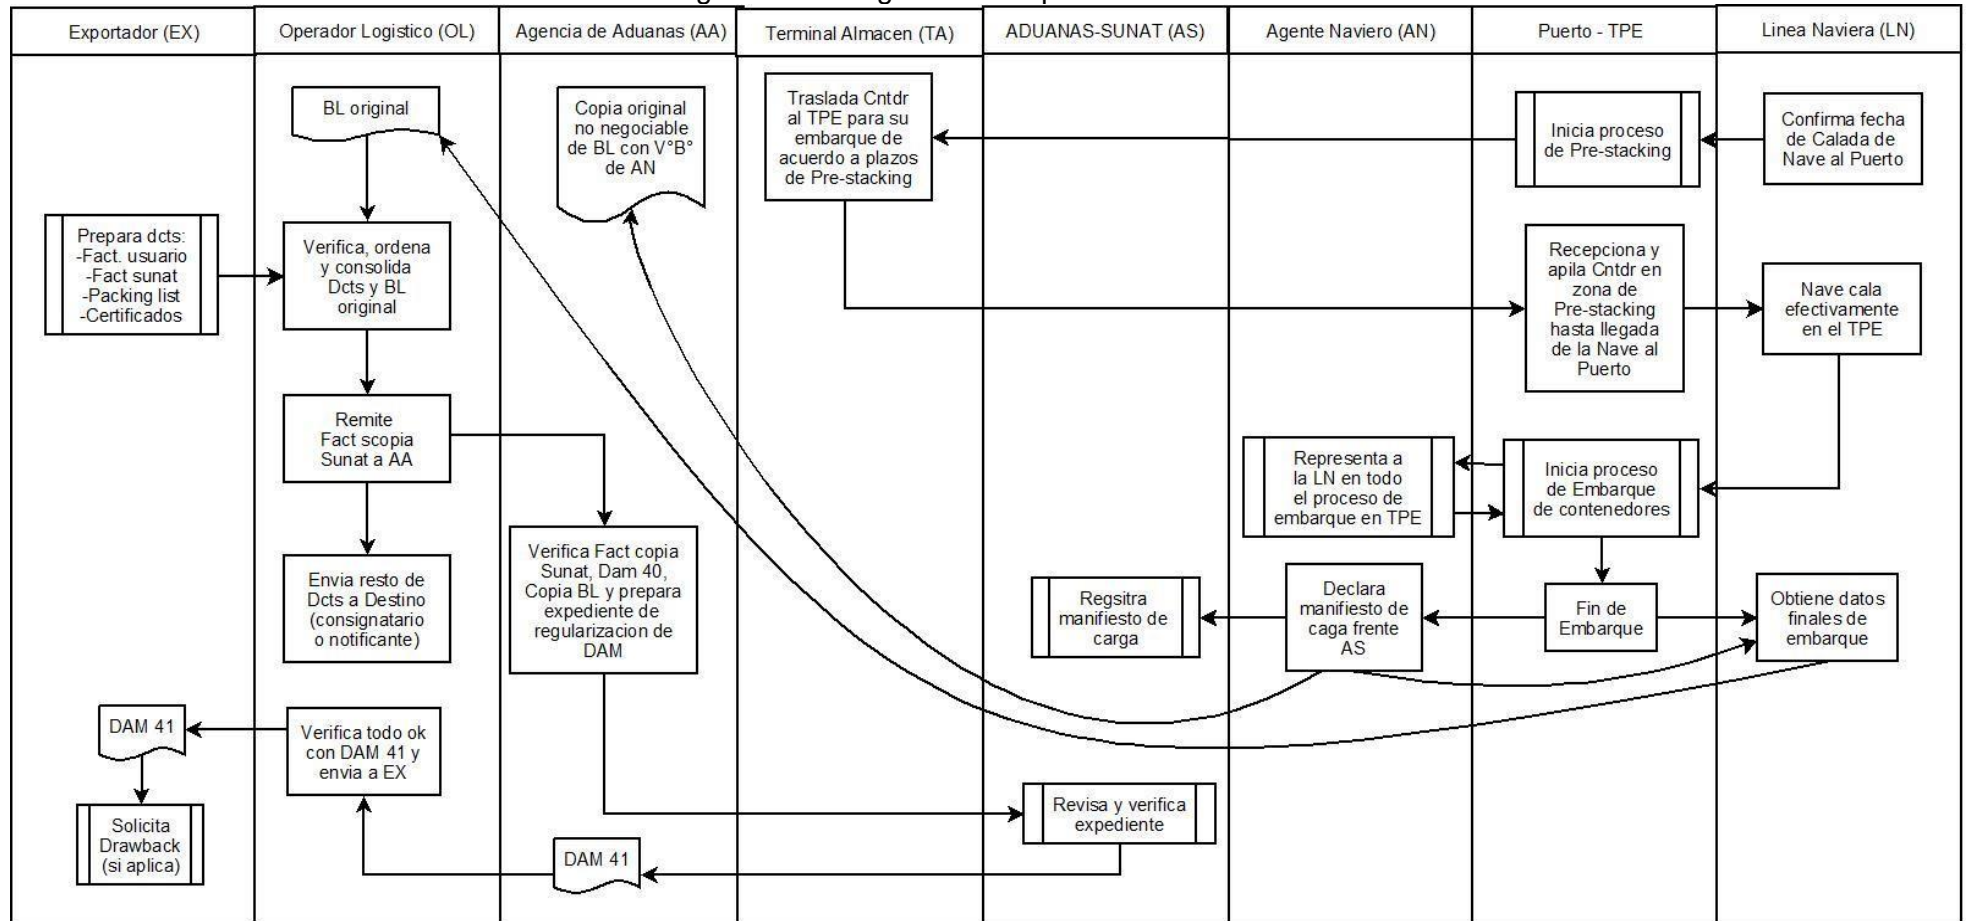 Exportador (EX)
Operador Logistico (OL)
Agencia de Aduanas (AA)
Terminal Almacen (TA)
ADUANAS-SUNAT (AS)
Agente Naviero (AN)
Puerto - TPE
Linea Naviera (LN)
BL original
Copia original
no negociable
de BL con V°B°
de AN
Traslada Cntdr
al TPE para su
embarque de
acuerdo a plazos
de Pre-stacking
Inicia proceso
de Pre-stacking
Confirma fecha
de Calada de
Nave al Puerto
Prepara dcts:
-Fact. usuario
-Fact sunat
-Packing list
-Certificados
Verifica, ordena
y consolida
Dcts y BL
original
Recepciona y
apila Cntdr en
zona de
Pre-stacking
hasta llegada
de la Nave al
Puerto
Nave cala
efectivamente
en el TPE
Remite
Fact scopia
Sunat a AA
Representa a
la LN en todo
el proceso de
embarque en TPE
Inicia proceso
de Embarque
de contenedores
Envia resto de
Dcts a Destino
(consignatario
o notificante)
Verifica Fact copia
Sunat, Dam 40,
Copia BL y prepara
expediente de
regularizacion de
DAM
Regsitra
manifiesto de
carga
Declara
manifiesto de
caga frente
AS
Fin de
Embarque
Obtiene datos
finales de
embarque
DAM 41
Verifica todo ok
con DAM 41 y
envia a EX
Solicita
Drawback
(si aplica)
DAM 41
Revisa y verifica
expediente